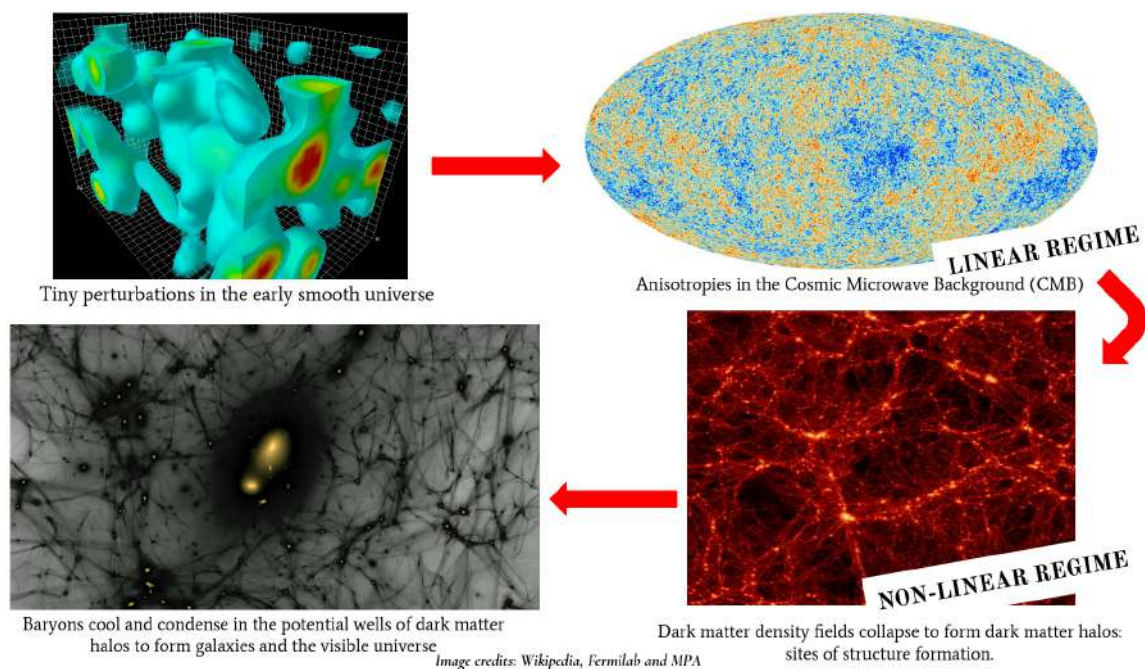 Tiny perturbations in the early smooth universe
LINEAR REGIME
Anisotropies in the Cosmic Microwave Background (CMB)
NON-LINEAR REGIME
Dark matter density fields collapse to form dark matter halos:
sites of structure formation.
Baryons cool and condense in the potential wells of dark matter
halos to form galaxies and the visible universe
Image credits: Wikipedia, Fermilab and MPA